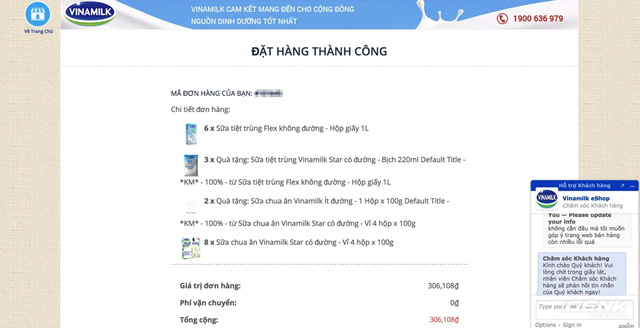 VINAMILK
VINAMILK CAM KẾT MANG ĐẾN CHO CỘNG ĐỒNG
NGUỒN DINH DƯỠNG TỐT NHẤT
1900 636 979
Về Trang Chủ
ĐẶT HÀNG THÀNH CÔNG
MÃ ĐƠN HÀNG CỦA BẠN:
Chi tiết đơn hàng:
6 x Sữa tiệt trùng Flex không đường - Hộp giấy 1L
3 x Quà tặng: Sữa tiệt trùng Vinamilk Star có đường - Bịch 220ml Default Title -
*KM* - 100% - từ Sữa tiệt trùng Flex không đường - Hộp giấy 1L
2 x Quà tặng: Sữa chua ăn Vinamilk Ít đường - 1 Hộp x 100g Default Title -
*KM* - 100% - từ Sữa chua ăn Vinamilk Star có đường - Vỉ 4 hộp x 100g
8 x Sữa chua ăn Vinamilk Star có đường - Vỉ 4 hộp x 100g
Giá trị đơn hàng: 306,108₫
Phí vận chuyển: 0₫
Tổng cộng: 306,108₫
Hỗ trợ Khách hàng
VINAMILK
Vinamilk eShop
Chăm sóc Khách hàng
You — Please update
your info
không cần đâu mà tôi muốn
góp ý trang web bán hàng
còn nhiều lỗi quá
Chăm sóc Khách hàng
Kính chào Quý khách! Vui
lòng chờ trong giây lát,
nhân viên Chăm sóc Khách
hàng sẽ phản hồi tin nhắn
của Quý khách ngay!
Options - Sign in